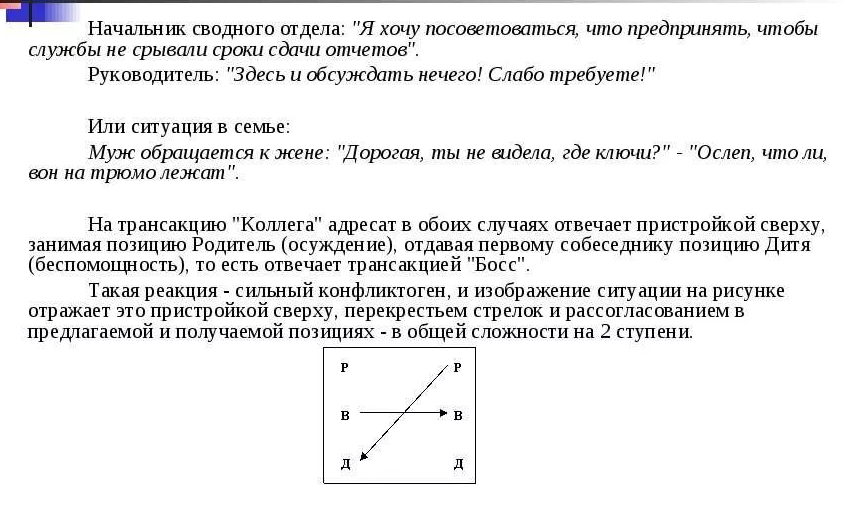 Начальник сводного отдела: "Я хочу посоветоваться, что предпринять, чтобы
службы не срывали сроки сдачи отчетов".
Руководитель: "Здесь и обсуждать нечего! Слабо требуете!"
Или ситуация в семье:
Муж обращается к жене: "Дорогая, ты не видела, где ключи?" - "Ослеп, что ли,
вон на трюмо лежат".
На трансакцию "Коллега" адресат в обоих случаях отвечает пристройкой сверху,
занимая позицию Родитель (осуждение), отдавая первому собеседнику позицию Дитя
(беспомощность), то есть отвечает трансакцией "Босс".
Такая реакция - сильный конфликтоген, и изображение ситуации на рисунке
отражает это пристройкой сверху, перекрестьем стрелок и рассогласованием в
предлагаемой и получаемой позициях - в общей сложности на 2 ступени.
Р Р
В В
Д Д